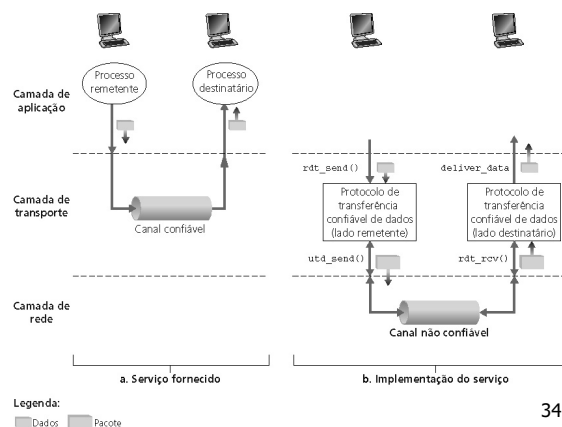 Processo
remetente
Processo
destinatário
Camada de
aplicação
rdt_send()
deliver_data
Camada de
transporte
Canal confiável
Protocolo de
transferência
confiável de dados
(lado remetente)
Protocolo de
transferência
confiável de dados
(lado destinatário)
utd_send()
rdt_rcv()
Camada de
rede
Canal não confiável
a. Serviço fornecido
b. Implementação do serviço
Legenda:
Dados
Pacote
34